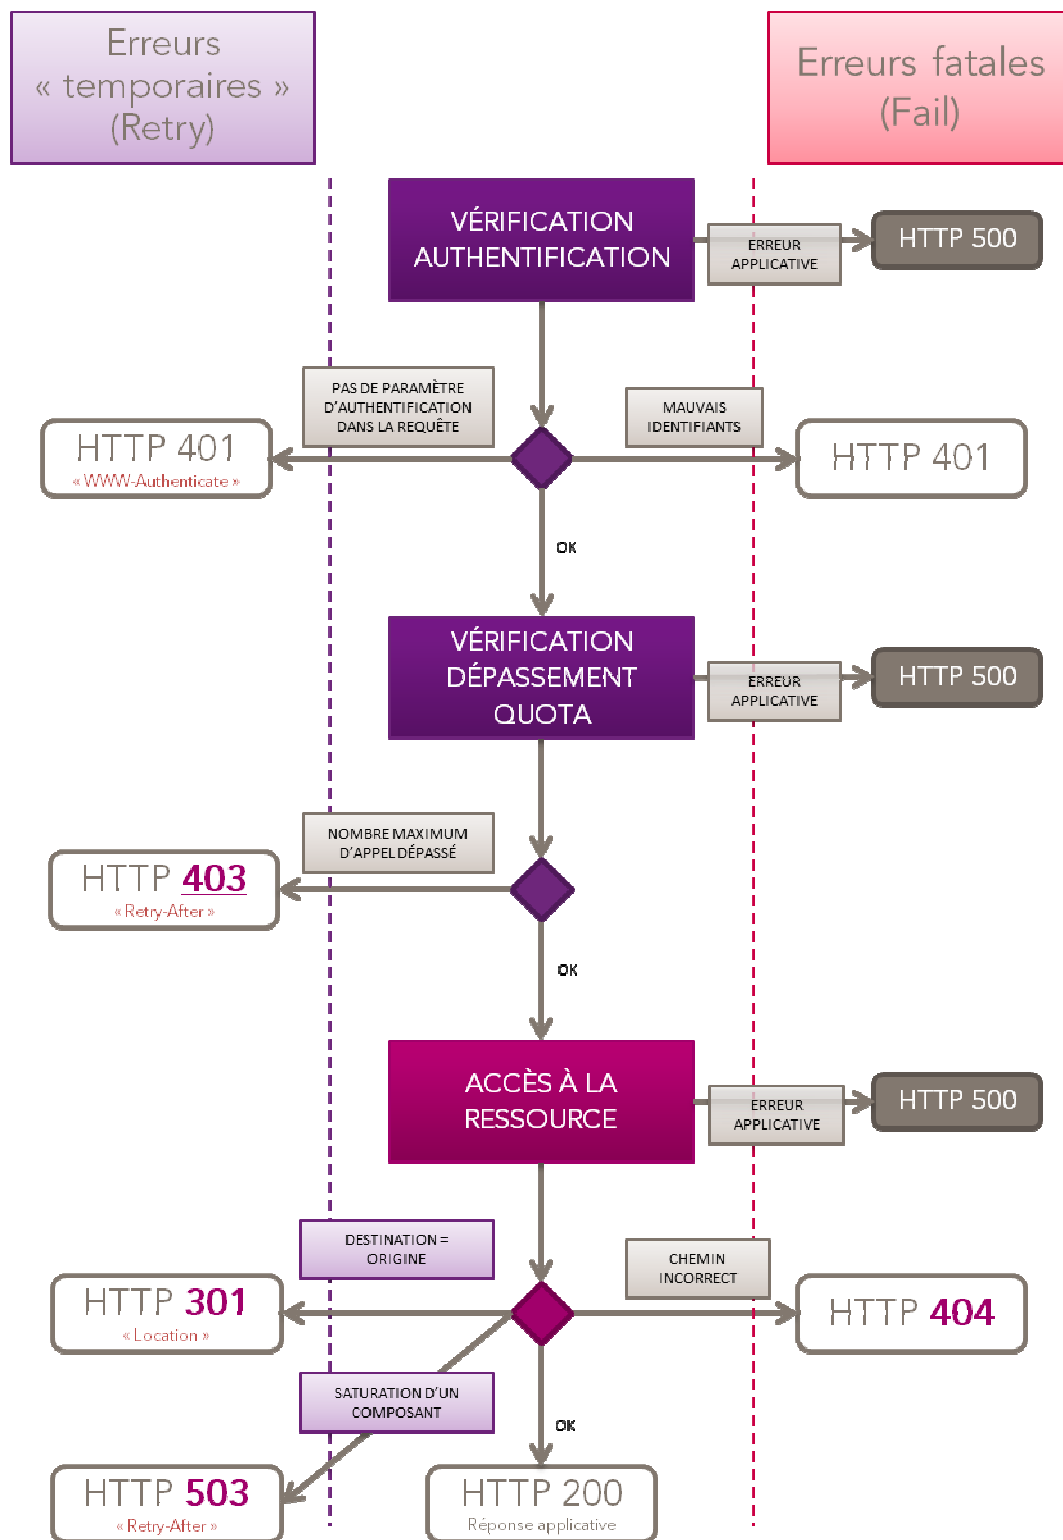 Erreurs
« temporaires »
(Retry)
Erreurs fatales
(Fail)
VÉRIFICATION
AUTHENTIFICATION
ERREUR
APPLICATIVE
HTTP 500
PAS DE PARAMÈTRE
D'AUTHENTIFICATION
DANS LA REQUÊTE
MAUVAIS
IDENTIFIANTS
HTTP 401
« WWW-Authenticate »
HTTP 401
OK
VÉRIFICATION
DÉPASSEMENT
QUOTA
ERREUR
APPLICATIVE
HTTP 500
NOMBRE MAXIMUM
D'APPEL DÉPASSÉ
HTTP 403
« Retry-After »
OK
ACCÈS À LA
RESSOURCE
ERREUR
APPLICATIVE
HTTP 500
DESTINATION =
ORIGINE
CHEMIN
INCORRECT
HTTP 301
« Location »
HTTP 404
SATURATION D'UN
COMPOSANT
OK
HTTP 503
« Retry-After »
HTTP 200
Réponse applicative